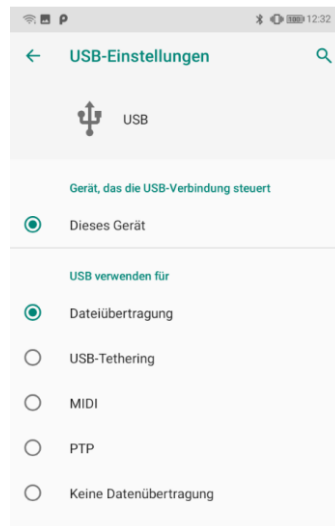 12:32
USB-Einstellungen
USB
Gerät, das die USB-Verbindung steuert
Dieses Gerät
USB verwenden für
Dateiübertragung
USB-Tethering
MIDI
PTP
Keine Datenübertragung